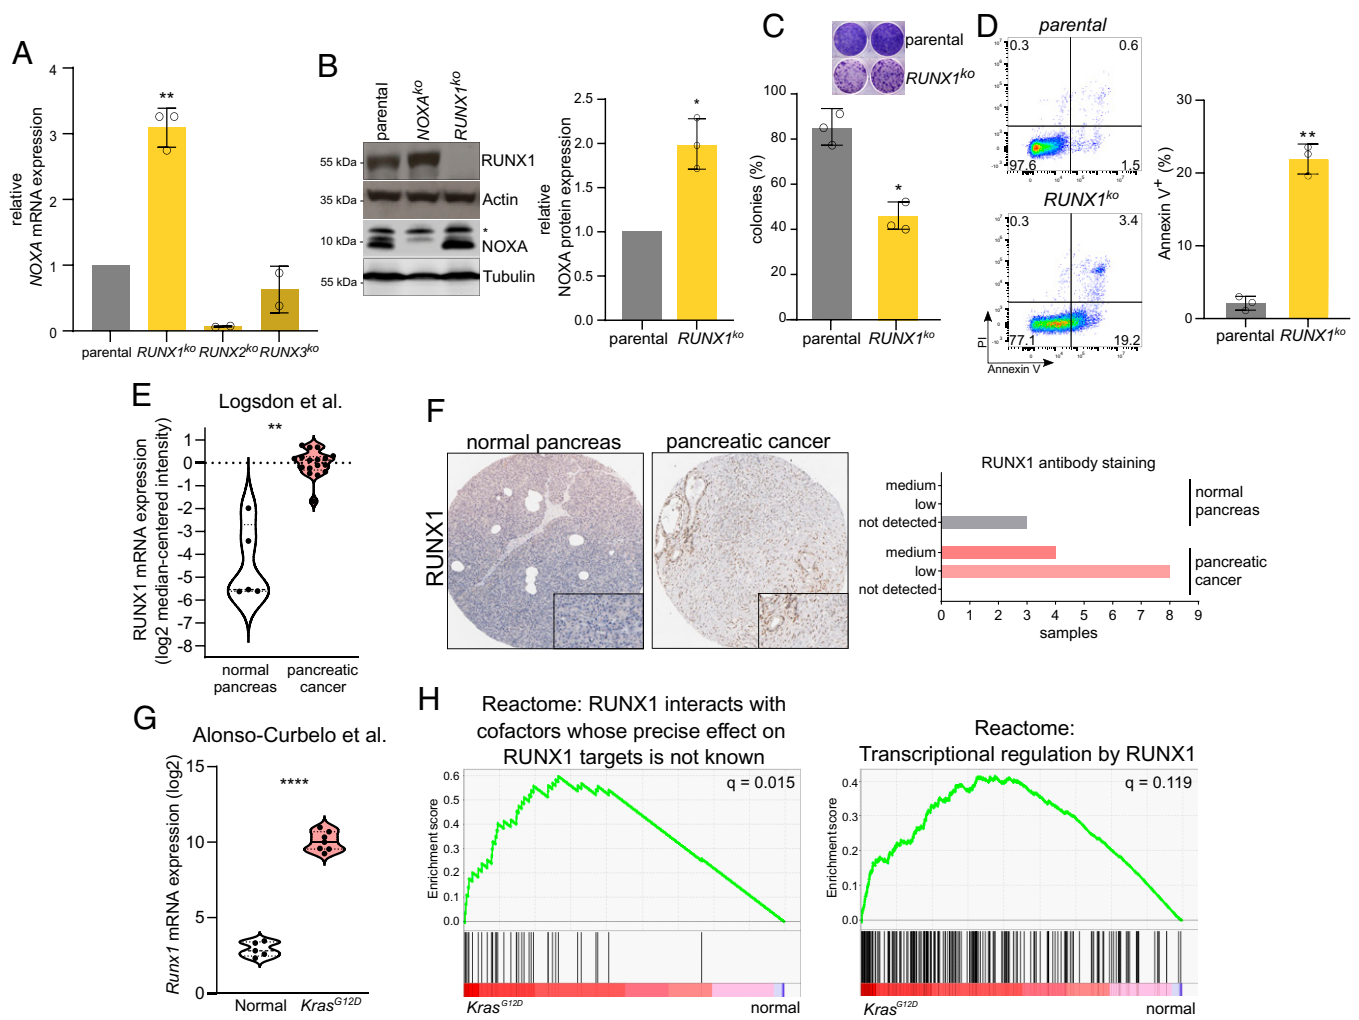 A
relative
NOXA mRNA expression
4
3
2
1
0
**
parental
RUNX1ko
RUNX2ko
RUNX3ko
B
parental
NOXAko
RUNX1ko
55 kDa
RUNX1
35 kDa
Actin
*
10 kDa
NOXA
55 kDa
Tubulin
relative
NOXA protein expression
2.5
2.0
1.5
1.0
0.5
0.0
*
parental
RUNX1ko
C
parental
RUNX1ko
colonies (%)
100
80
60
40
20
0
*
parental
RUNX1ko
D
parental
0.3
0.6
97.6
1.5
RUNX1ko
0.3
3.4
77.1
19.2
PI
Annexin V
Annexin V+ (%)
30
20
10
0
**
parental
RUNX1ko
E
Logsdon et al.
**
RUNX1 mRNA expression
(log2 median-centered intensity)
1
0
-1
-2
-3
-4
-5
-6
-7
-8
normal
pancreas
pancreatic
cancer
F
normal pancreas
pancreatic cancer
RUNX1
RUNX1 antibody staining
medium
low
not detected
normal
pancreas
medium
low
not detected
pancreatic
cancer
0 1 2 3 4 5 6 7 8 9
samples
G
Alonso-Curbelo et al.
Runx1 mRNA expression (log2)
15
10
5
0
****
Normal
KrasG12D
H
Reactome: RUNX1 interacts with
cofactors whose precise effect on
RUNX1 targets is not known
q = 0.015
Enrichment score
0.6
0.5
0.4
0.3
0.2
0.1
0.0
KrasG12D
normal
Reactome:
Transcriptional regulation by RUNX1
q = 0.119
Enrichment score
0.4
0.3
0.2
0.1
0.0
KrasG12D
normal